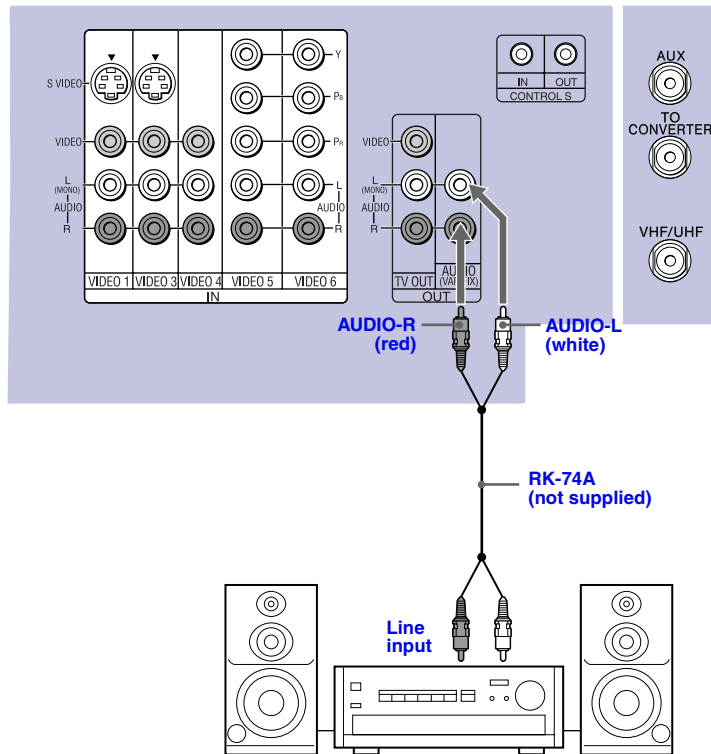 S VIDEO
VIDEO
L
(MONO)
AUDIO
R
VIDEO 1
VIDEO 3
VIDEO 4
VIDEO 5
VIDEO 6
IN
Y
PB
PR
L
AUDIO
R
VIDEO
L
(MONO)
AUDIO
R
TV OUT
AUDIO
OUT
IN
OUT
CONTROL S
AUX
TO
CONVERTER
VHF/UHF
AUDIO-R
(red)
AUDIO-L
(white)
RK-74A
(not supplied)
Line
input